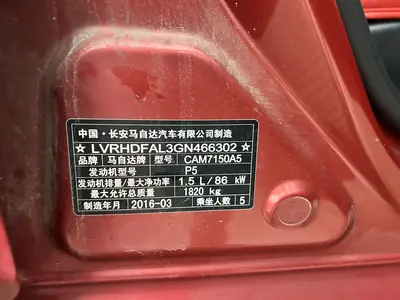 中国·长安马自达汽车有限公司制造
☆ LVRHDFAL3GN466302 ☆
品牌 马自达牌 型号 CAM7150A5
发动机型号 P5
发动机排量/最大净功率 1.5 L/86 kW
最大允许总质量 1820 kg
制造年月 2016-03 乘坐人数 5